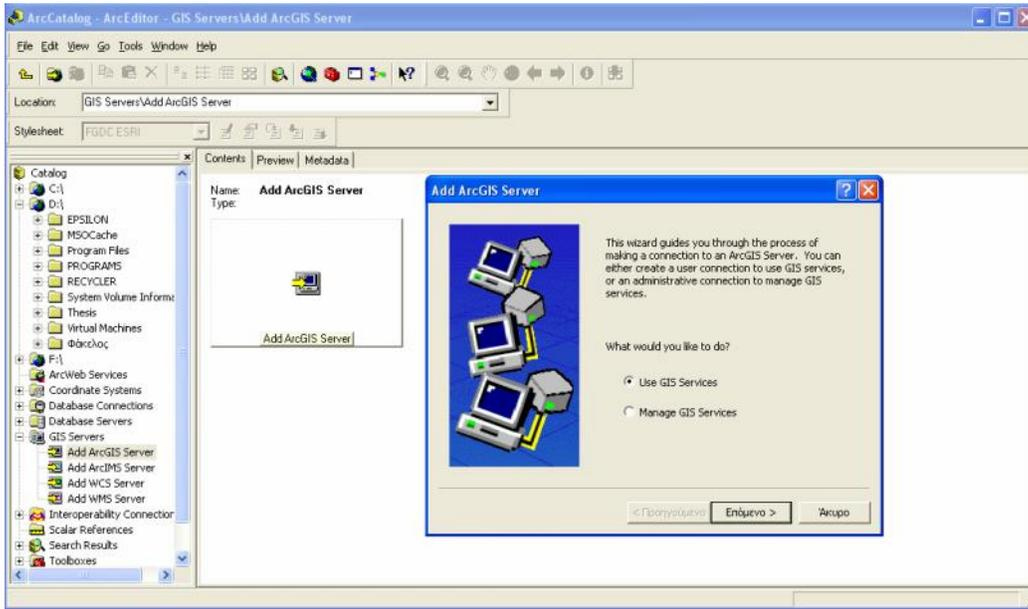 ArcCatalog - ArcEditor - GIS Servers\Add ArcGIS Server
File Edit View Go Tools Window Help
Location: GIS Servers\Add ArcGIS Server
Stylesheet: FGDC ESRI
Contents Preview Metadata
Catalog
C:\
D:\
EPSILON
MSOCache
Program Files
PROGRAMS
RECYCLER
System Volume Informa
Thesis
Virtual Machines
Φάκελος
F:\
ArcWeb Services
Coordinate Systems
Database Connections
Database Servers
GIS Servers
Add ArcGIS Server
Add ArcIMS Server
Add WCS Server
Add WMS Server
Interoperability Connection
Scalar References
Search Results
Toolboxes
Name: Add ArcGIS Server
Type:
Add ArcGIS Server
Add ArcGIS Server
This wizard guides you through the process of
making a connection to an ArcGIS Server. You can
either create a user connection to use GIS services,
or an administrative connection to manage GIS
services.
What would you like to do?
Use GIS Services
Manage GIS Services
< Προηγούμενο Επόμενο > Άκυρο